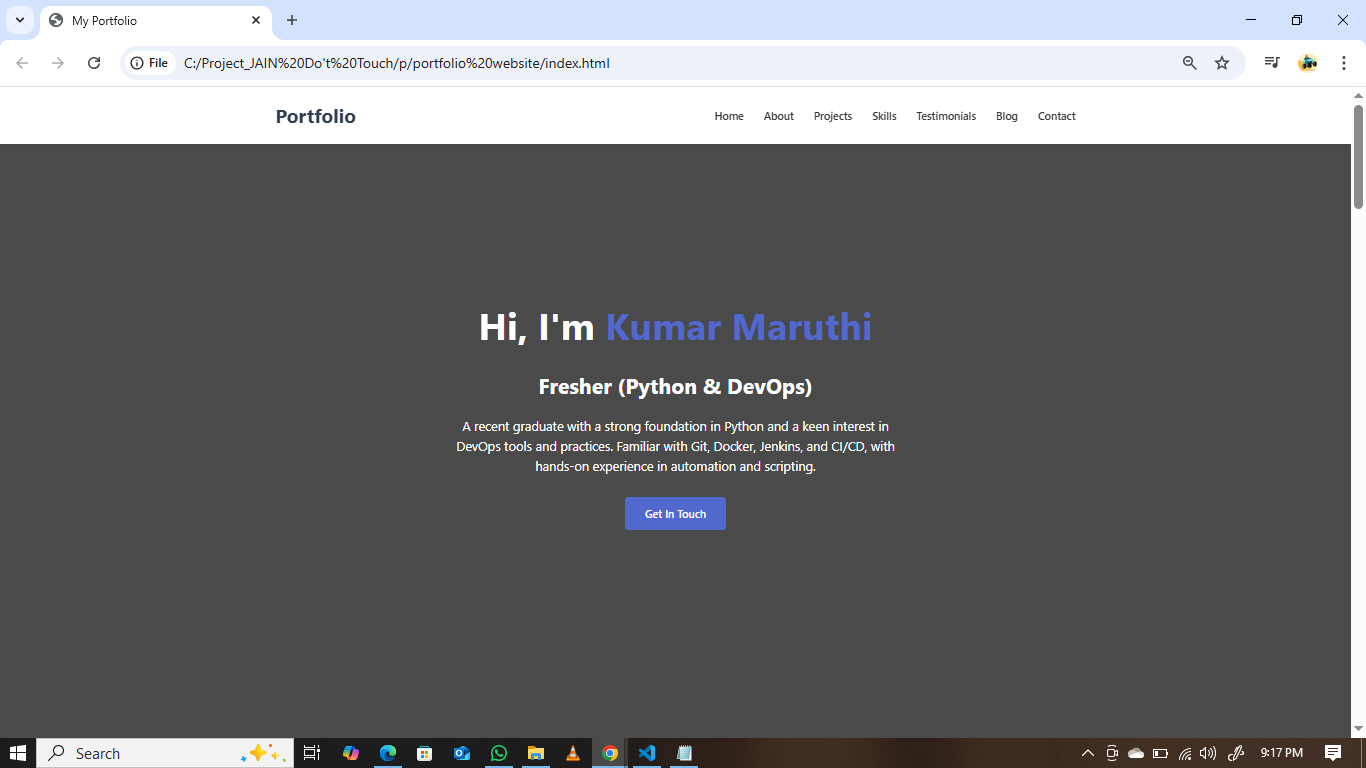 My Portfolio
File C:/Project_JAIN%20Do't%20Touch/p/portfolio%20website/index.html
Portfolio Home About Projects Skills Testimonials Blog Contact
Hi, I'm Kumar Maruthi
Fresher (Python & DevOps)
A recent graduate with a strong foundation in Python and a keen interest in
DevOps tools and practices. Familiar with Git, Docker, Jenkins, and CI/CD, with
hands-on experience in automation and scripting.
Get In Touch
Search 9:17 PM